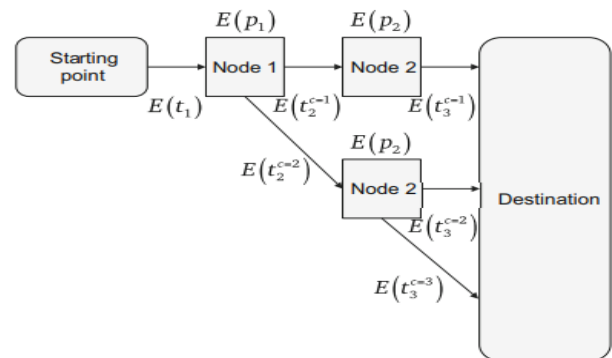 E(p₁)
E(p₂)
Starting
point
Node 1
Node 2
E(t₁)
E(t₂^{c=1})
E(t₃^{c=1})
E(p₂)
E(t₂^{c=2})
Node 2
Destination
E(t₃^{c=2})
E(t₃^{c=3})